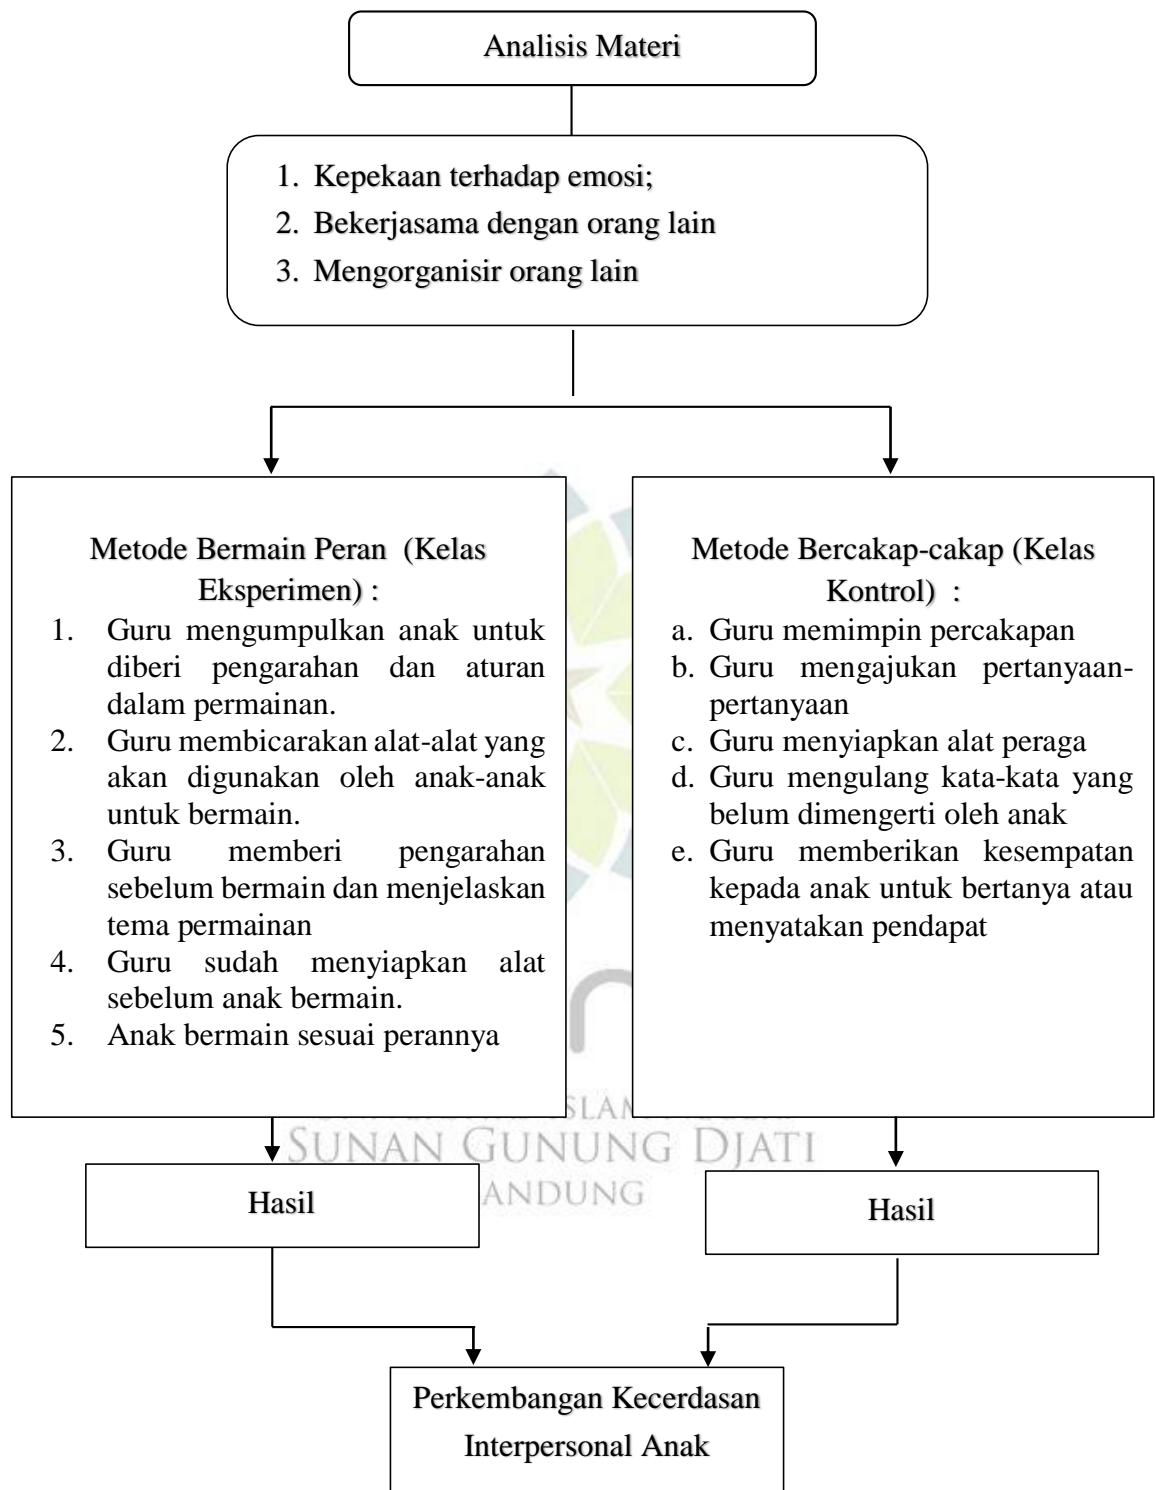 Analisis Materi
1. Kepekaan terhadap emosi;
2. Bekerjasama dengan orang lain
3. Mengorganisir orang lain
Metode Bermain Peran (Kelas
Eksperimen) :
1. Guru mengumpulkan anak untuk
diberi pengarahan dan aturan
dalam permainan.
2. Guru membicarakan alat-alat yang
akan digunakan oleh anak-anak
untuk bermain.
3. Guru memberi pengarahan
sebelum bermain dan menjelaskan
tema permainan
4. Guru sudah menyiapkan alat
sebelum anak bermain.
5. Anak bermain sesuai perannya
Metode Bercakap-cakap (Kelas
Kontrol) :
a. Guru memimpin percakapan
b. Guru mengajukan pertanyaan-
pertanyaan
c. Guru menyiapkan alat peraga
d. Guru mengulang kata-kata yang
belum dimengerti oleh anak
e. Guru memberikan kesempatan
kepada anak untuk bertanya atau
menyatakan pendapat
SUNAN GUNUNG DJATI
ANDUNG
Hasil
Hasil
Perkembangan Kecerdasan
Interpersonal Anak